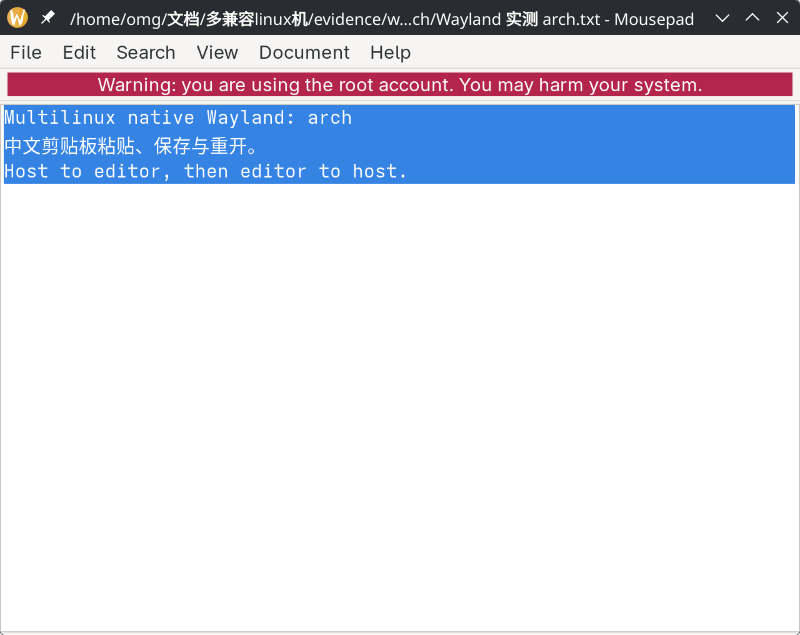 /home/omg/文档/多兼容linux机/evidence/w...ch/Wayland 实测 arch.txt - Mousepad
File Edit Search View Document Help
Warning: you are using the root account. You may harm your system.
Multilinux native Wayland: arch
中文剪贴板粘贴、保存与重开。
Host to editor, then editor to host.